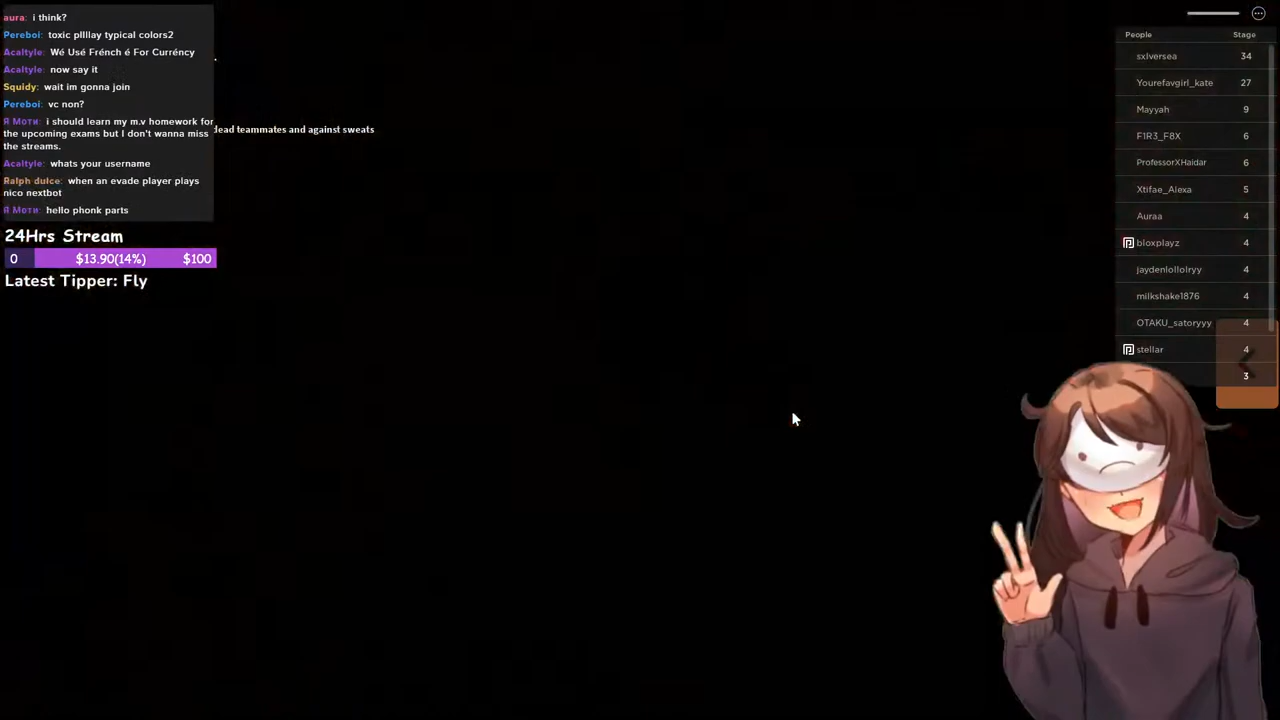 aura: i think?
Pereboi: toxic pllllay typical colors2
Acaltyle: Wé Usé Frénch é For Curréncy
Acaltyle: now say it
Squidy: wait im gonna join
Pereboi: vc non?
Я Моти: i should learn my m.v homework for
the upcoming exams but I don't wanna miss
the streams.
Acaltyle: whats your username
Ralph dulce: when an evade player plays
nico nextbot
Я Моти: hello phonk parts
dead teammates and against sweats
24Hrs Stream
0 $13.90(14%) $100
Latest Tipper: Fly
People Stage
sxlversea 34
Yourefavgirl_kate 27
Mayyah 9
F1R3_F8X 6
ProfessorXHaidar 6
Xtifae_Alexa 5
Auraa 4
bloxplayz 4
jaydenlollolryy 4
milkshake1876 4
OTAKU_satoryyy 4
stellar 4
3